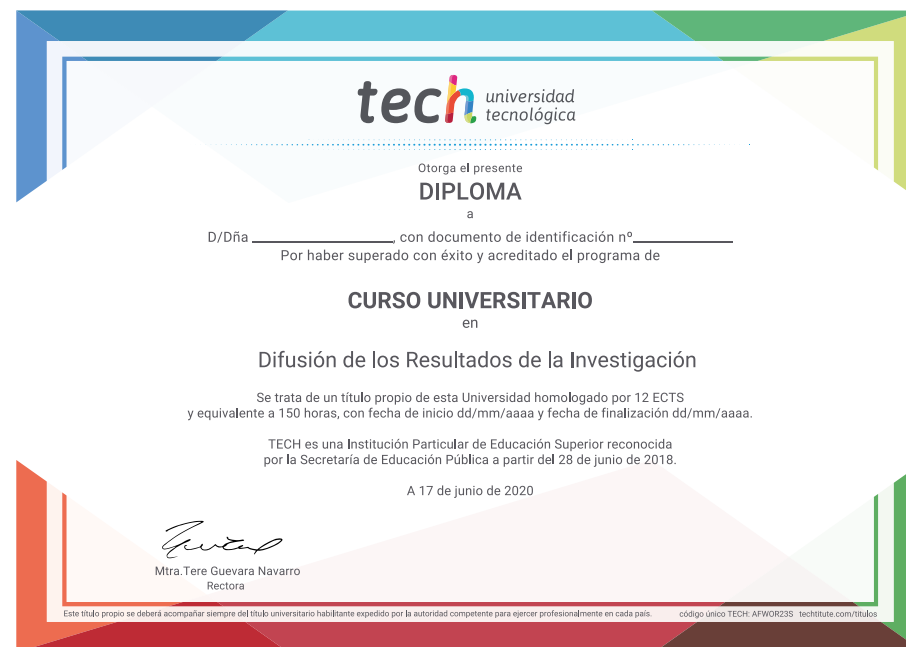 tech universidad
tecnológica
Otorga el presente
DIPLOMA
a
D/Dña ____________________, con documento de identificación nº______________
Por haber superado con éxito y acreditado el programa de
CURSO UNIVERSITARIO
en
Difusión de los Resultados de la Investigación
Se trata de un título propio de esta Universidad homologado por 12 ECTS
y equivalente a 150 horas, con fecha de inicio dd/mm/aaaa y fecha de finalización dd/mm/aaaa.
TECH es una Institución Particular de Educación Superior reconocida
por la Secretaría de Educación Pública a partir del 28 de junio de 2018.
A 17 de junio de 2020
Mtra.Tere Guevara Navarro
Rectora
Este título propio se deberá acompañar siempre del título universitario habilitante expedido por la autoridad competente para ejercer profesionalmente en cada país. código único TECH: AFWOR23S techtitute.com/titulos